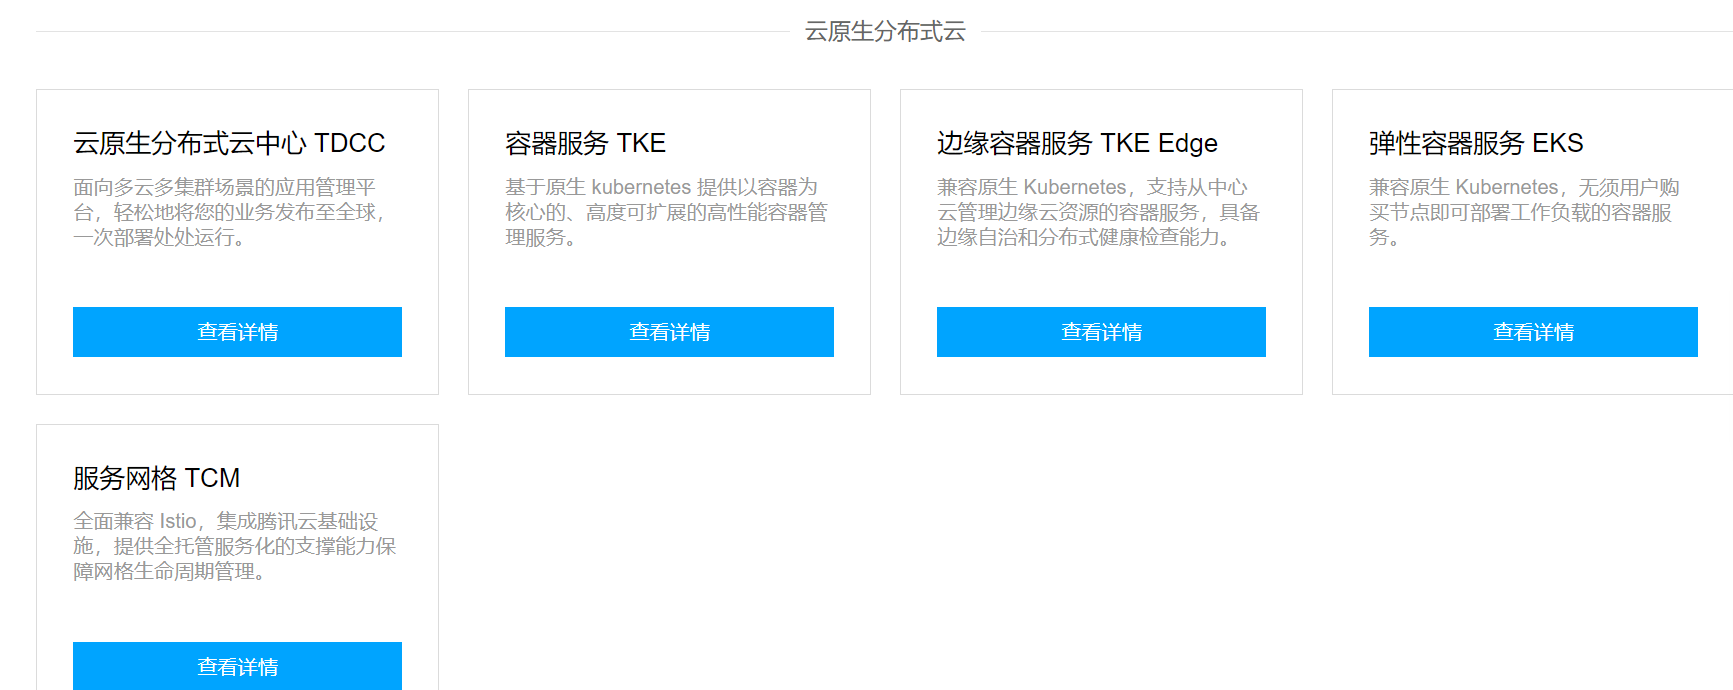 云原生分布式云
云原生分布式云中心 TDCC
面向多云多集群场景的应用管理平
台，轻松地将您的业务发布至全球，
一次部署处处运行。
查看详情
容器服务 TKE
基于原生 kubernetes 提供以容器为
核心的、高度可扩展的高性能容器管
理服务。
查看详情
边缘容器服务 TKE Edge
兼容原生 Kubernetes，支持从中心
云管理边缘云资源的容器服务，具备
边缘自治和分布式健康检查能力。
查看详情
弹性容器服务 EKS
兼容原生 Kubernetes，无须用户购
买节点即可部署工作负载的容器服
务。
查看详情
服务网格 TCM
全面兼容 Istio，集成腾讯云基础设
施，提供全托管服务化的支撑能力保
障网格生命周期管理。
查看详情